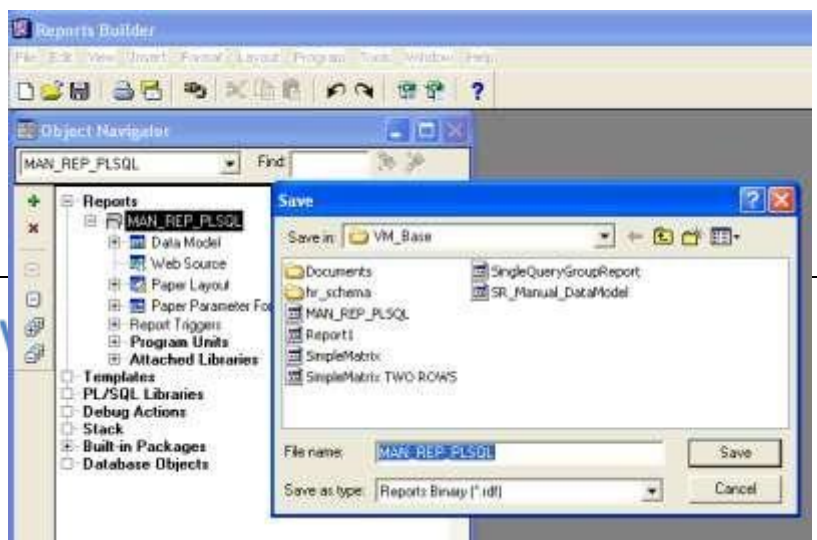 Reports Builder
File Edit View Insert Format Layout Program Tools Window Help
Object Navigator
MAN_REP_PLSQL Find
Reports
MAN_REP_PLSQL
Data Model
Web Source
Paper Layout
Paper Parameter Fo
Report Triggers
Program Units
Attached Libraries
Templates
PL/SQL Libraries
Debug Actions
Stack
Built-in Packages
Database Objects
Save
Save in: VM_Base
Documents
hr_schema
MAN_REP_PLSQL
Report1
SimpleMatrix
SimpleMatrix TWO ROWS
SingleQueryGroupReport
SR_Manual_DataModel
File name: MAN_REP_PLSQL Save
Save as type: Reports Binary (*.rdf) Cancel